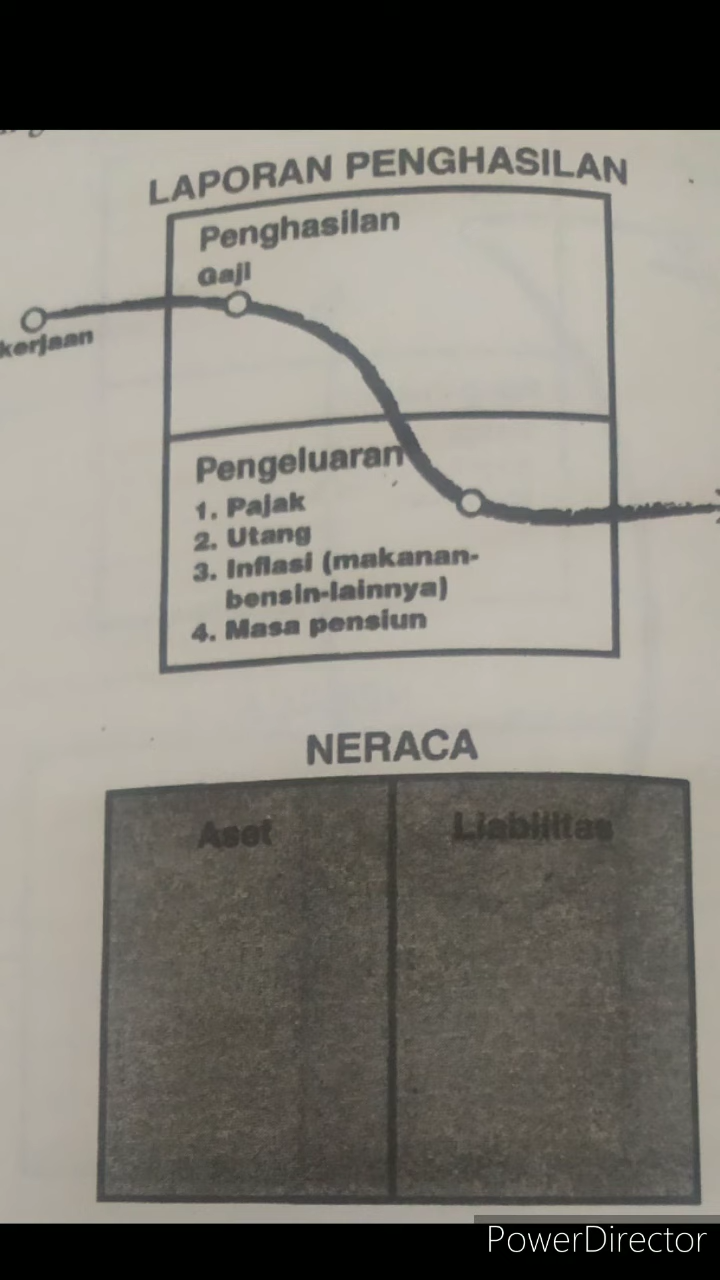 LAPORAN PENGHASILAN
Penghasilan
Gaji
kerjaan
Pengeluaran
1. Pajak
2. Utang
3. Inflasi (makanan-
bensin-lainnya)
4. Masa pensiun
NERACA
Aset
Liabilitas
PowerDirector